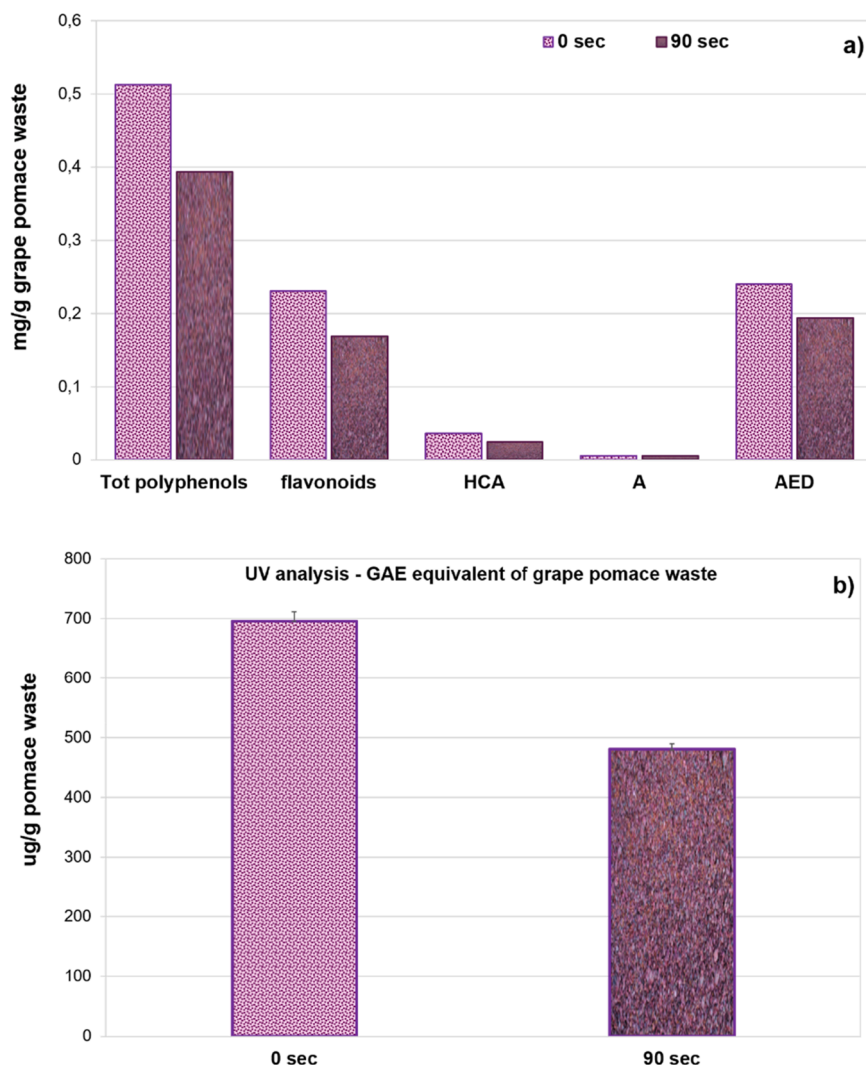 0,6
0 sec 90 sec a)
0,5
0,4
0,3
0,2
0,1
0
mg/g grape pomace waste
Tot polyphenols flavonoids HCA A AED
800
UV analysis - GAE equivalent of grape pomace waste b)
700
600
500
400
300
200
100
0
ug/g pomace waste
0 sec 90 sec